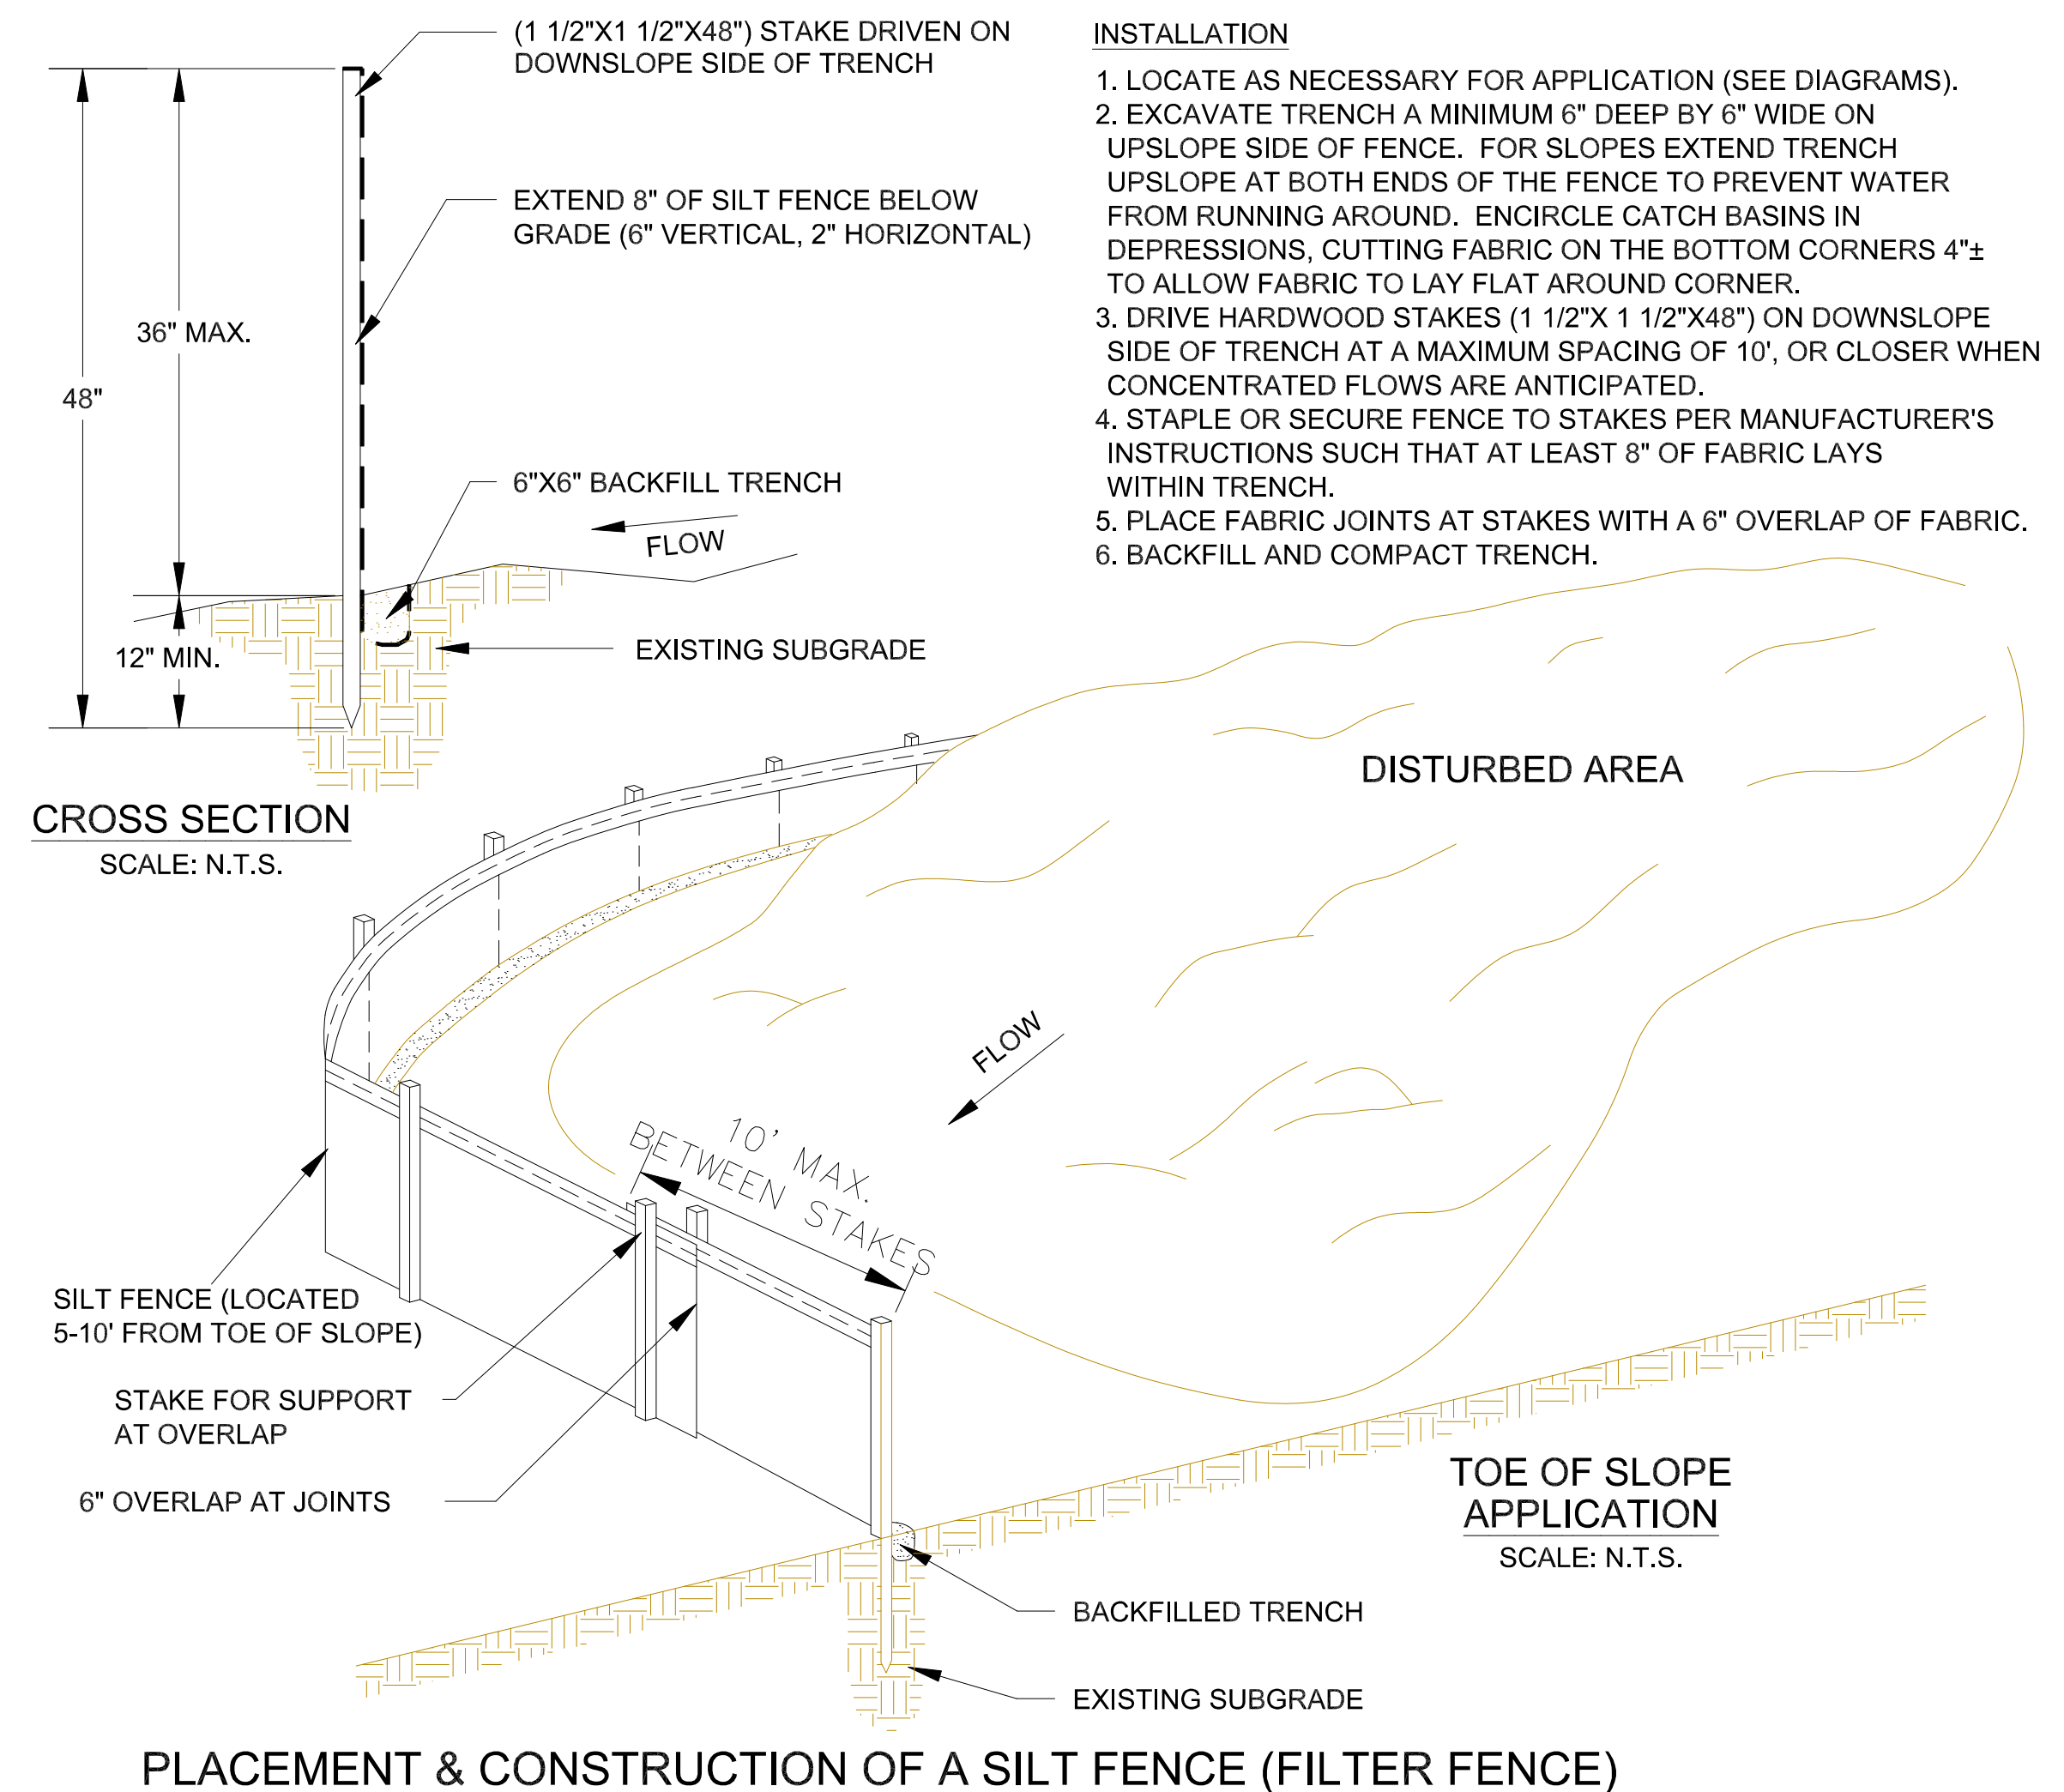 (1 1/2"X1 1/2"X48") STAKE DRIVEN ON
DOWNSLOPE SIDE OF TRENCH
EXTEND 8" OF SILT FENCE BELOW
GRADE (6" VERTICAL, 2" HORIZONTAL)
36" MAX.
48"
6"X6" BACKFILL TRENCH
FLOW
12" MIN.
EXISTING SUBGRADE
CROSS SECTION
SCALE: N.T.S.
INSTALLATION
1. LOCATE AS NECESSARY FOR APPLICATION (SEE DIAGRAMS).
2. EXCAVATE TRENCH A MINIMUM 6" DEEP BY 6" WIDE ON
UPSLOPE SIDE OF FENCE. FOR SLOPES EXTEND TRENCH
UPSLOPE AT BOTH ENDS OF THE FENCE TO PREVENT WATER
FROM RUNNING AROUND. ENCIRCLE CATCH BASINS IN
DEPRESSIONS, CUTTING FABRIC ON THE BOTTOM CORNERS 4"±
TO ALLOW FABRIC TO LAY FLAT AROUND CORNER.
3. DRIVE HARDWOOD STAKES (1 1/2"X 1 1/2"X48") ON DOWNSLOPE
SIDE OF TRENCH AT A MAXIMUM SPACING OF 10', OR CLOSER WHEN
CONCENTRATED FLOWS ARE ANTICIPATED.
4. STAPLE OR SECURE FENCE TO STAKES PER MANUFACTURER'S
INSTRUCTIONS SUCH THAT AT LEAST 8" OF FABRIC LAYS
WITHIN TRENCH.
5. PLACE FABRIC JOINTS AT STAKES WITH A 6" OVERLAP OF FABRIC.
6. BACKFILL AND COMPACT TRENCH.
DISTURBED AREA
FLOW
10' MAX.
BETWEEN STAKES
SILT FENCE (LOCATED
5-10' FROM TOE OF SLOPE)
STAKE FOR SUPPORT
AT OVERLAP
6" OVERLAP AT JOINTS
TOE OF SLOPE
APPLICATION
SCALE: N.T.S.
BACKFILLED TRENCH
EXISTING SUBGRADE
PLACEMENT & CONSTRUCTION OF A SILT FENCE (FILTER FENCE)